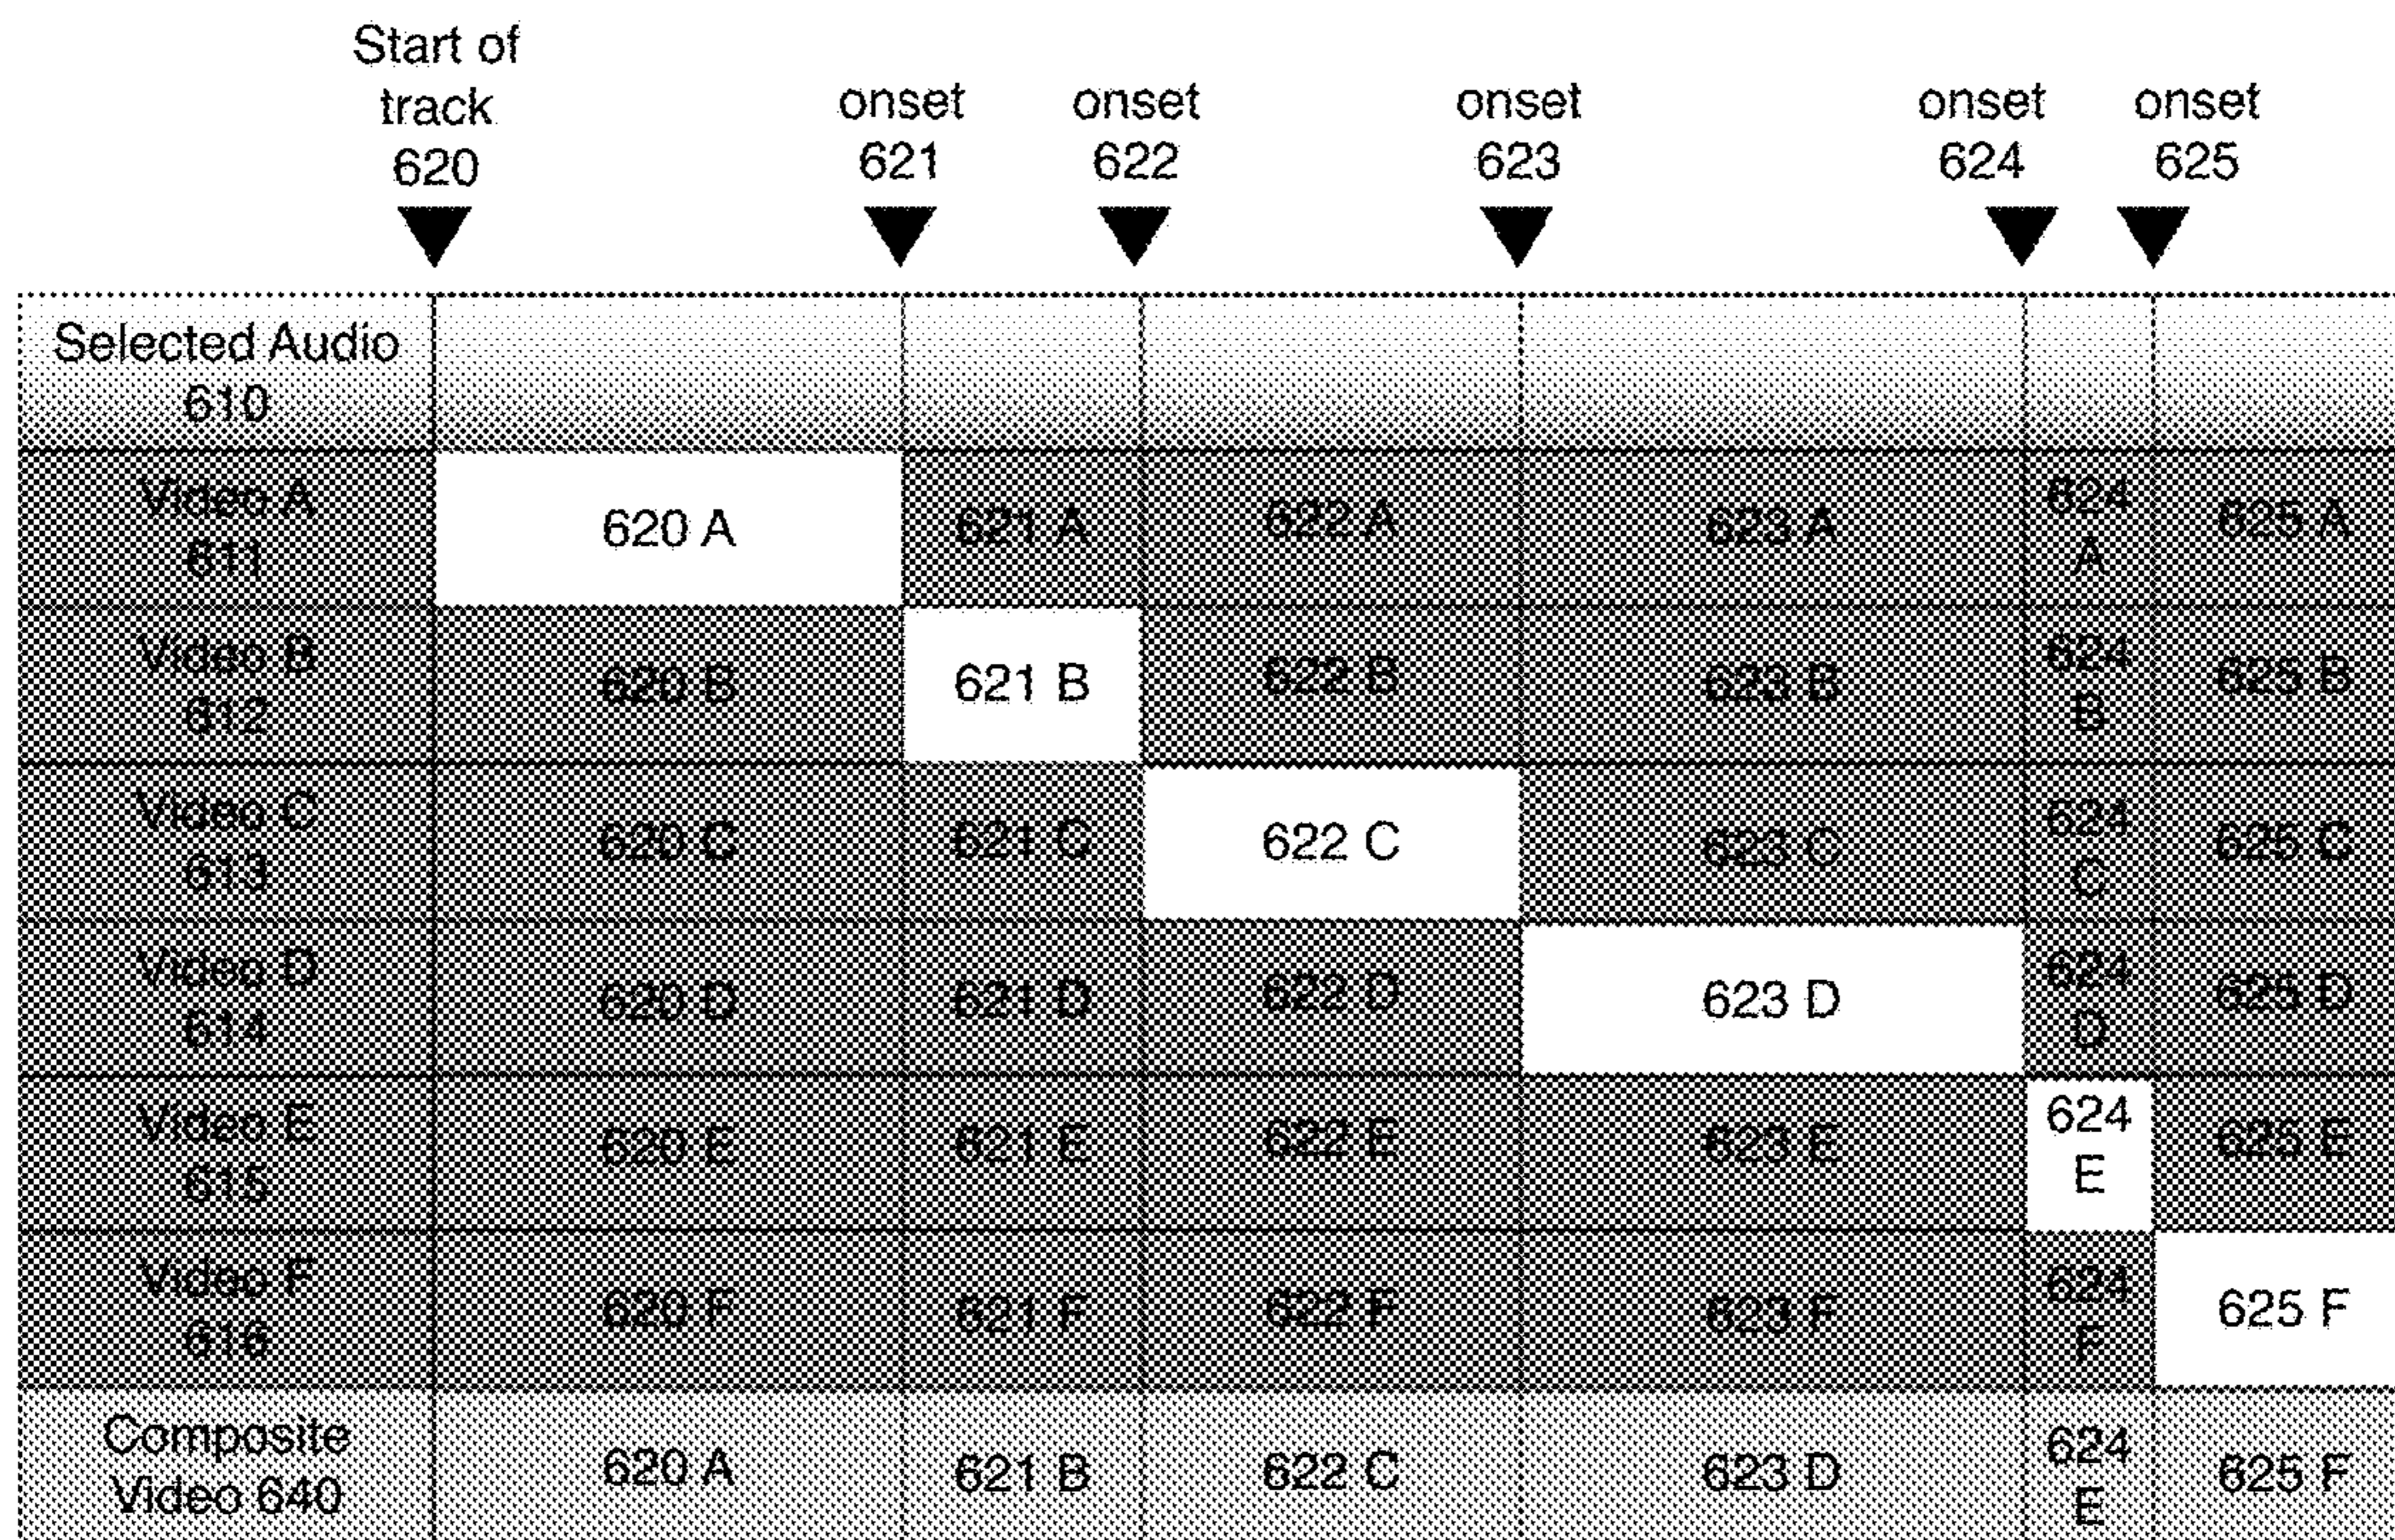 Start of
track
620
onset
621
onset
622
onset
623
onset
624
onset
625
Selected Audio
610
Video A
611
620 A
621 A
622 A
623 A
624
A
625 A
Video B
612
620 B
621 B
622 B
623 B
624
B
625 B
Video C
613
620 C
621 C
622 C
623 C
624
C
625 C
Video D
614
620 D
621 D
622 D
623 D
624
D
625 D
Video E
615
620 E
621 E
622 E
623 E
624
E
625 E
Video F
616
620 F
621 F
622 F
623 F
624
F
625 F
Composite
Video 640
620 A
621 B
622 C
623 D
624
E
625 F